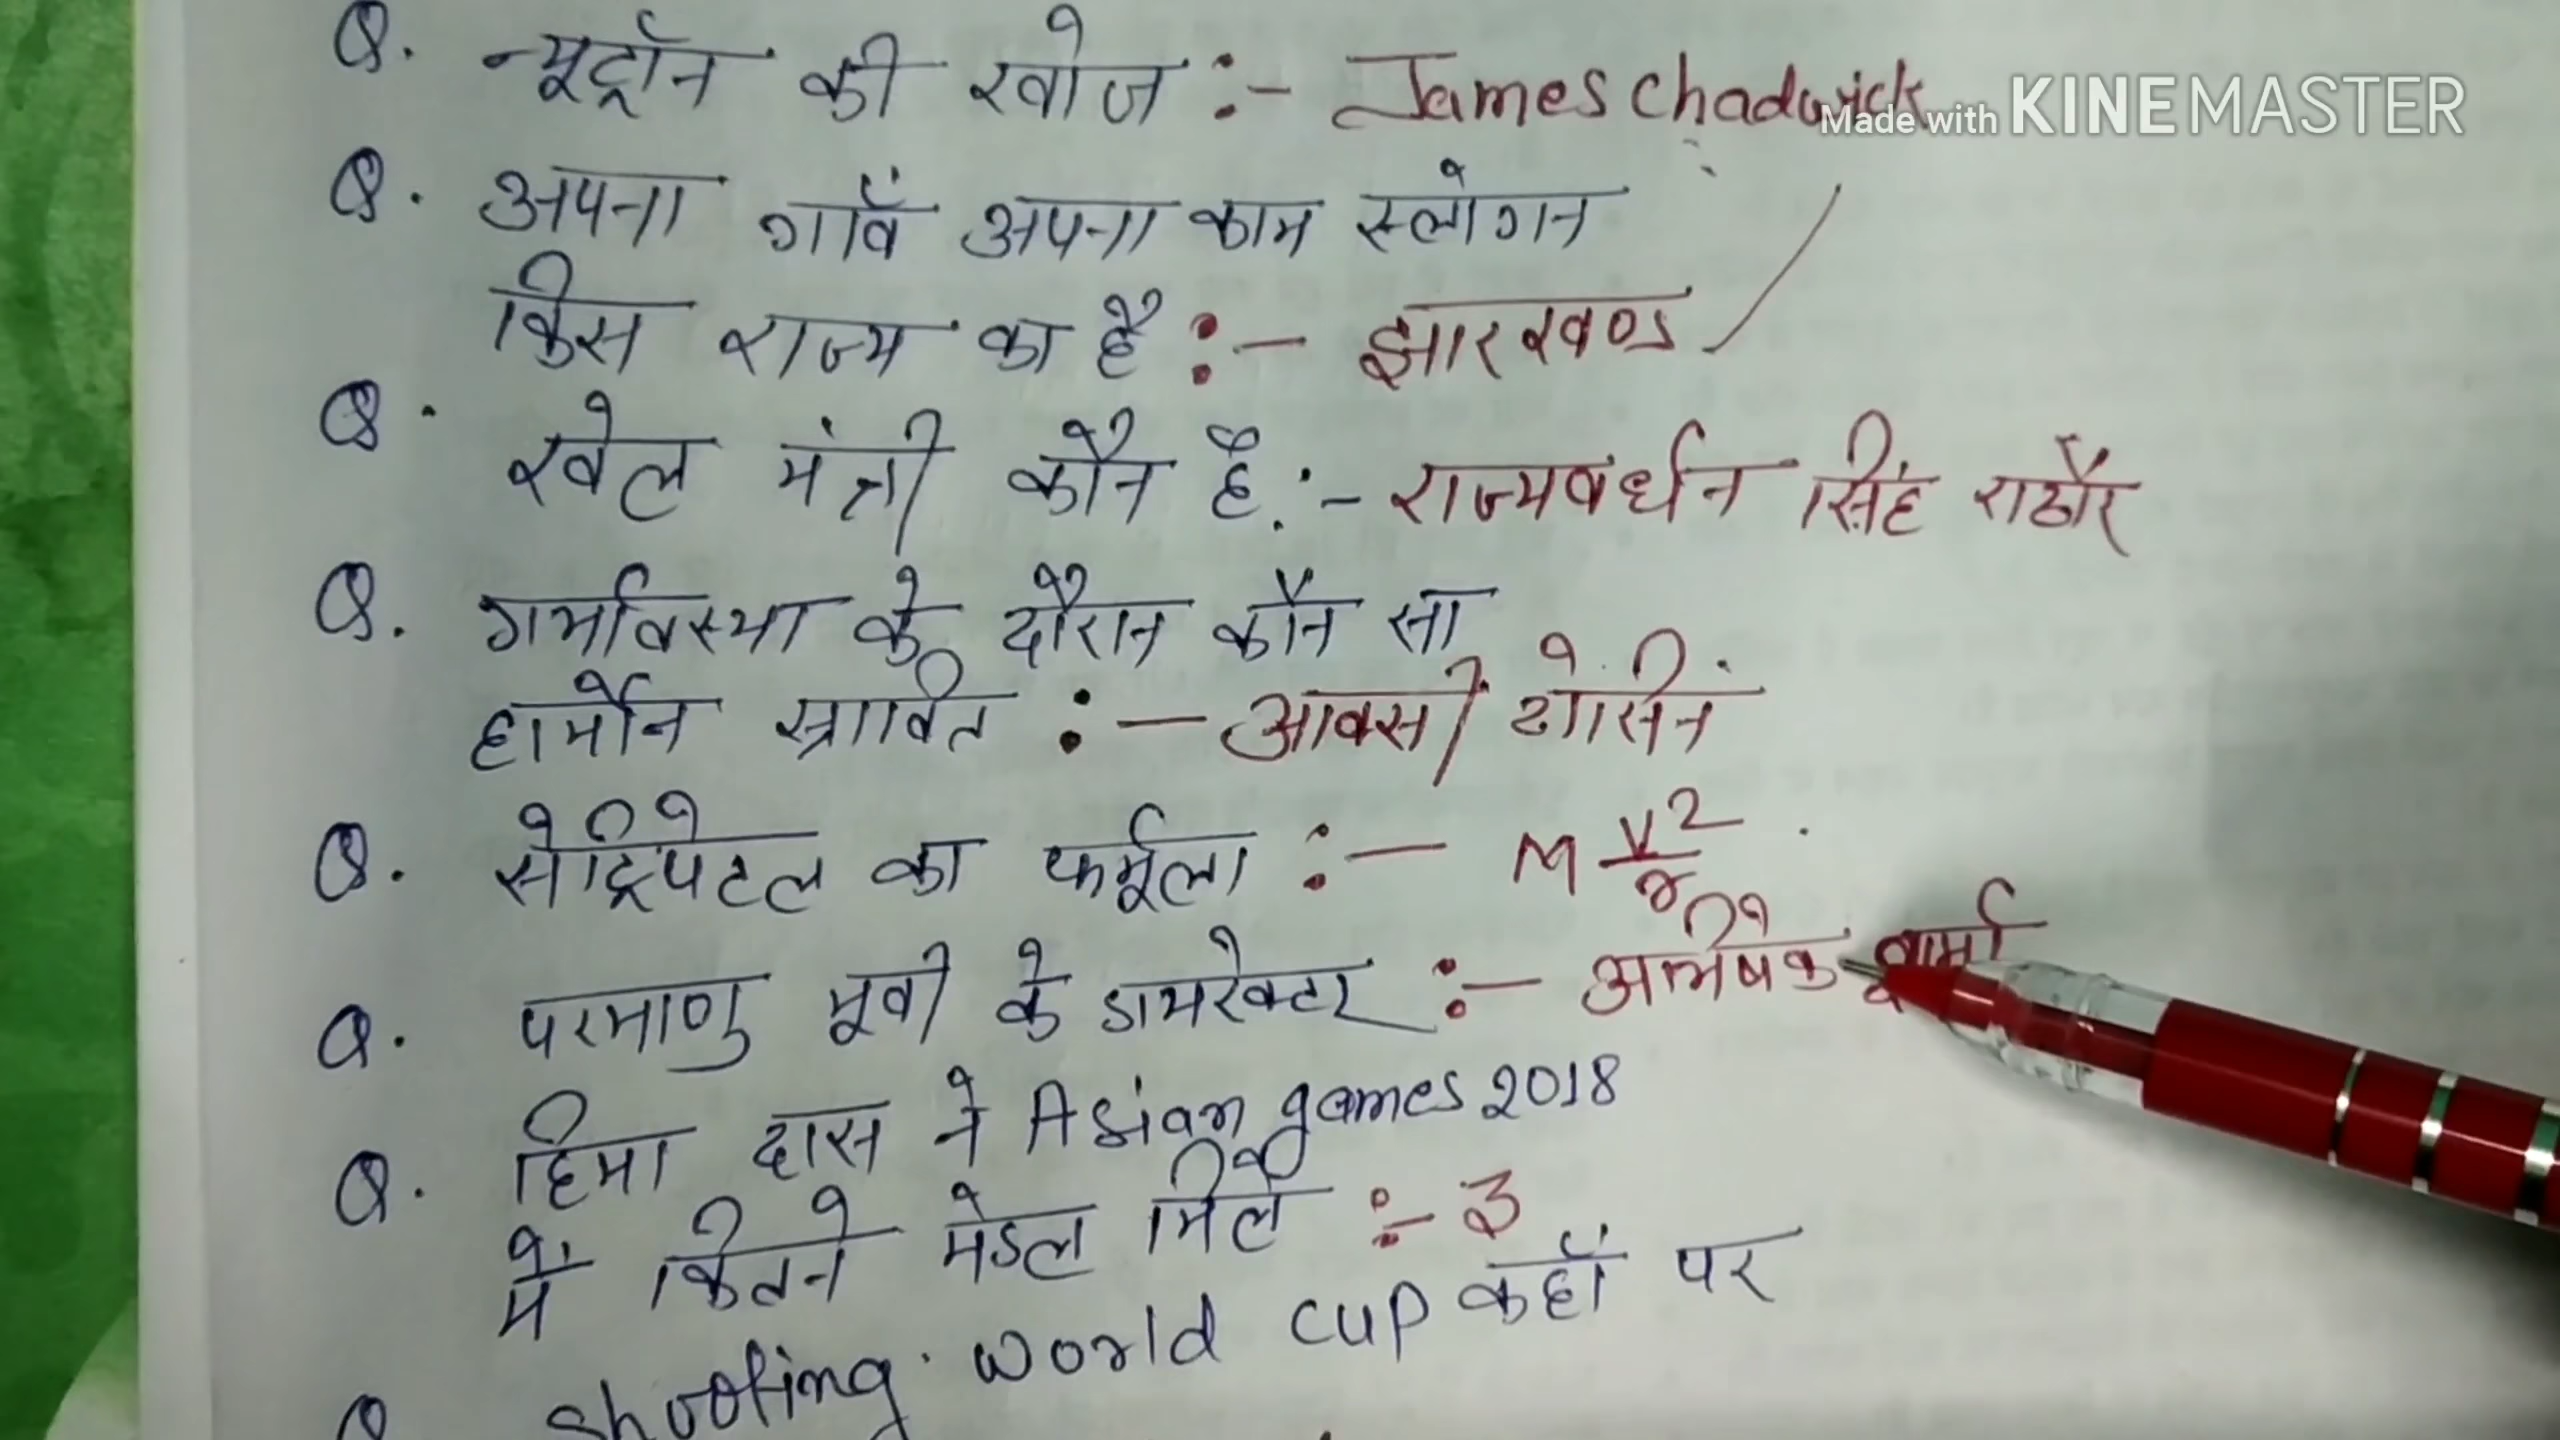 Q. न्यूट्रॉन की खोज :- James Chadwick
Made with KINEMASTER
Q. अपना गाँव अपना काम स्लोगन
किस राज्य का है :- झारखण्ड
Q. खेल मंत्री कौन है :- राज्यवर्धन सिंह राठौर
Q. गर्भावस्था के दौरान कौन सा
हार्मोन स्रावित :- आक्सी टोसिन
Q. सेंट्रिपेटल का फर्मूला :- M v²/r
Q. परमाणु मूवी के डायरेक्टर :- अभिषेक
Q. हिमा दास ने Asian games 2018
में कितने मेडल मिले :- 3
Q shooting world cup कहाँ पर